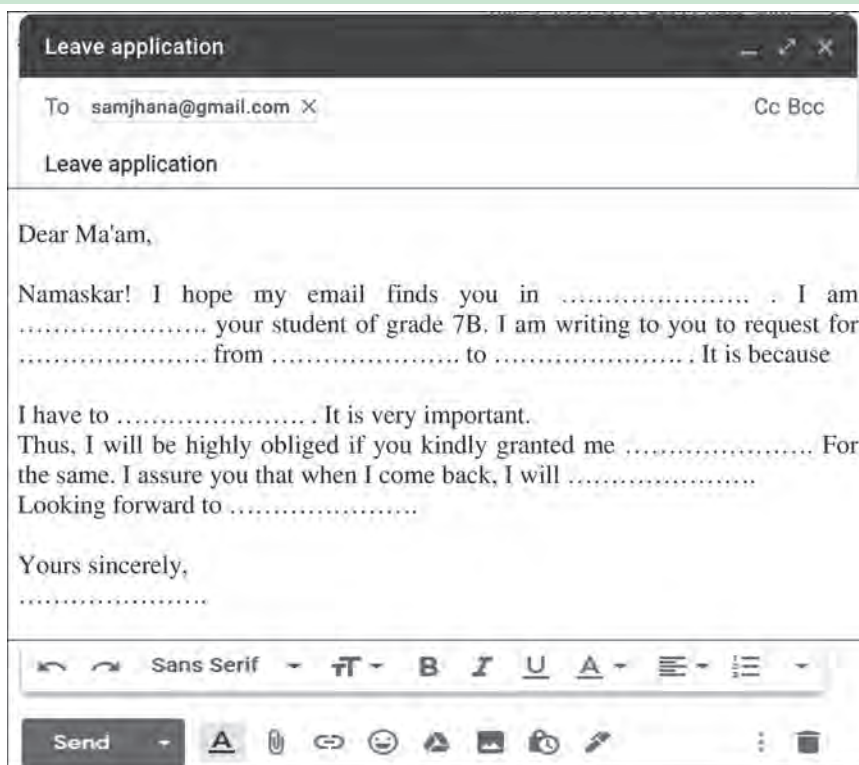 Leave application
To samjhana@gmail.com ×
Cc Bcc
Leave application
Dear Ma'am,
Namaskar! I hope my email finds you in ........................ . I am
........................ your student of grade 7B. I am writing to you to request for
........................ from ........................ to ........................ . It is because
I have to ........................ . It is very important.
Thus, I will be highly obliged if you kindly granted me ........................ For
the same. I assure you that when I come back, I will ........................
Looking forward to ........................
Yours sincerely,
........................
Sans Serif
B I U A
Send A